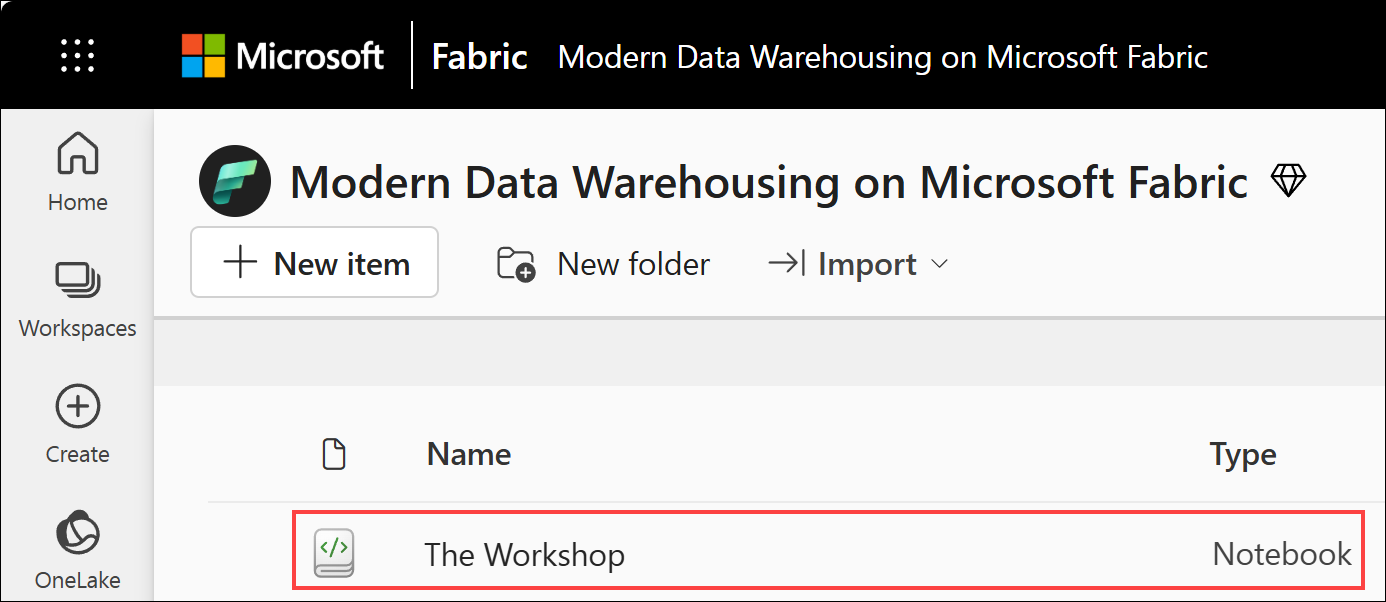 Microsoft Fabric Modern Data Warehousing on Microsoft Fabric
Home
Modern Data Warehousing on Microsoft Fabric
New item New folder Import
Workspaces
Create
Name Type
</> The Workshop Notebook
OneLake